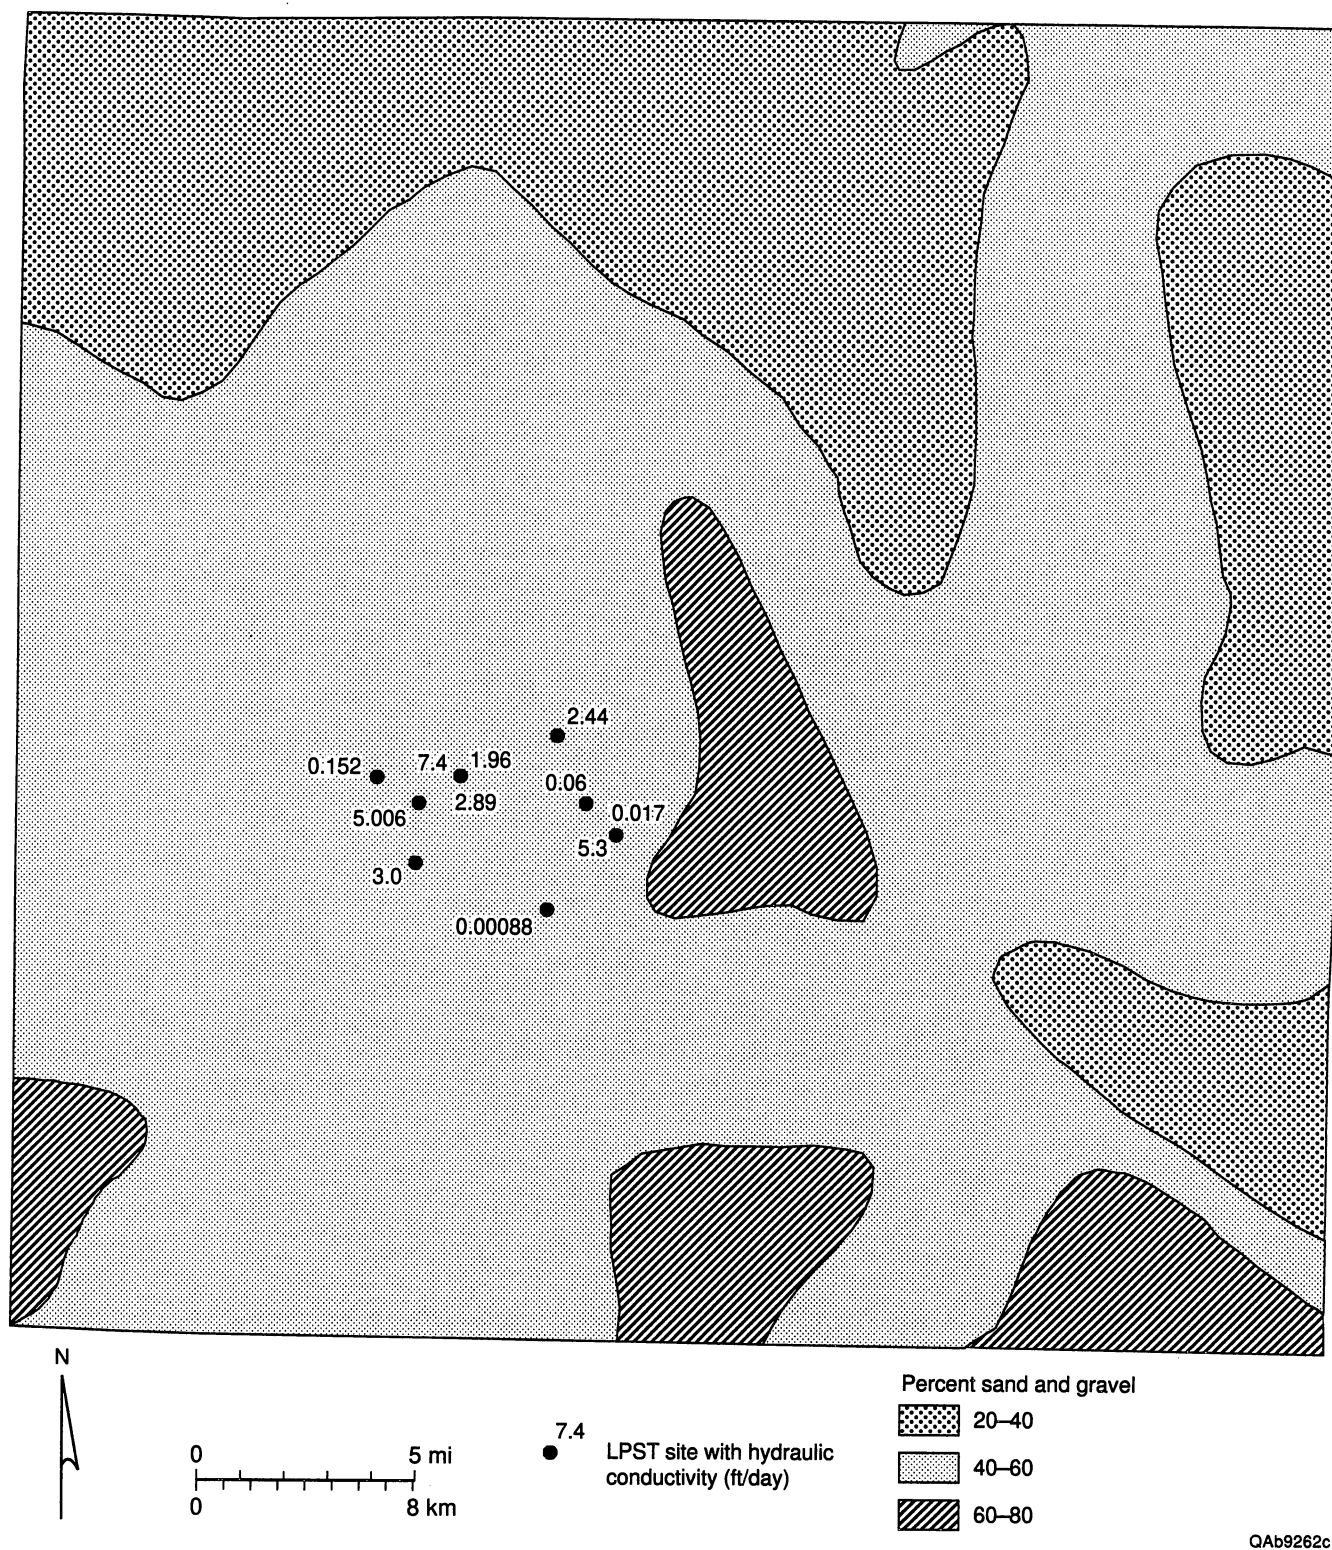 2.44
0.152
7.4
1.96
5.006
2.89
0.06
0.017
5.3
3.0
0.00088
N
0 5 mi
0 8 km
7.4
LPST site with hydraulic
conductivity (ft/day)
Percent sand and gravel
20–40
40–60
60–80
QAb9262c